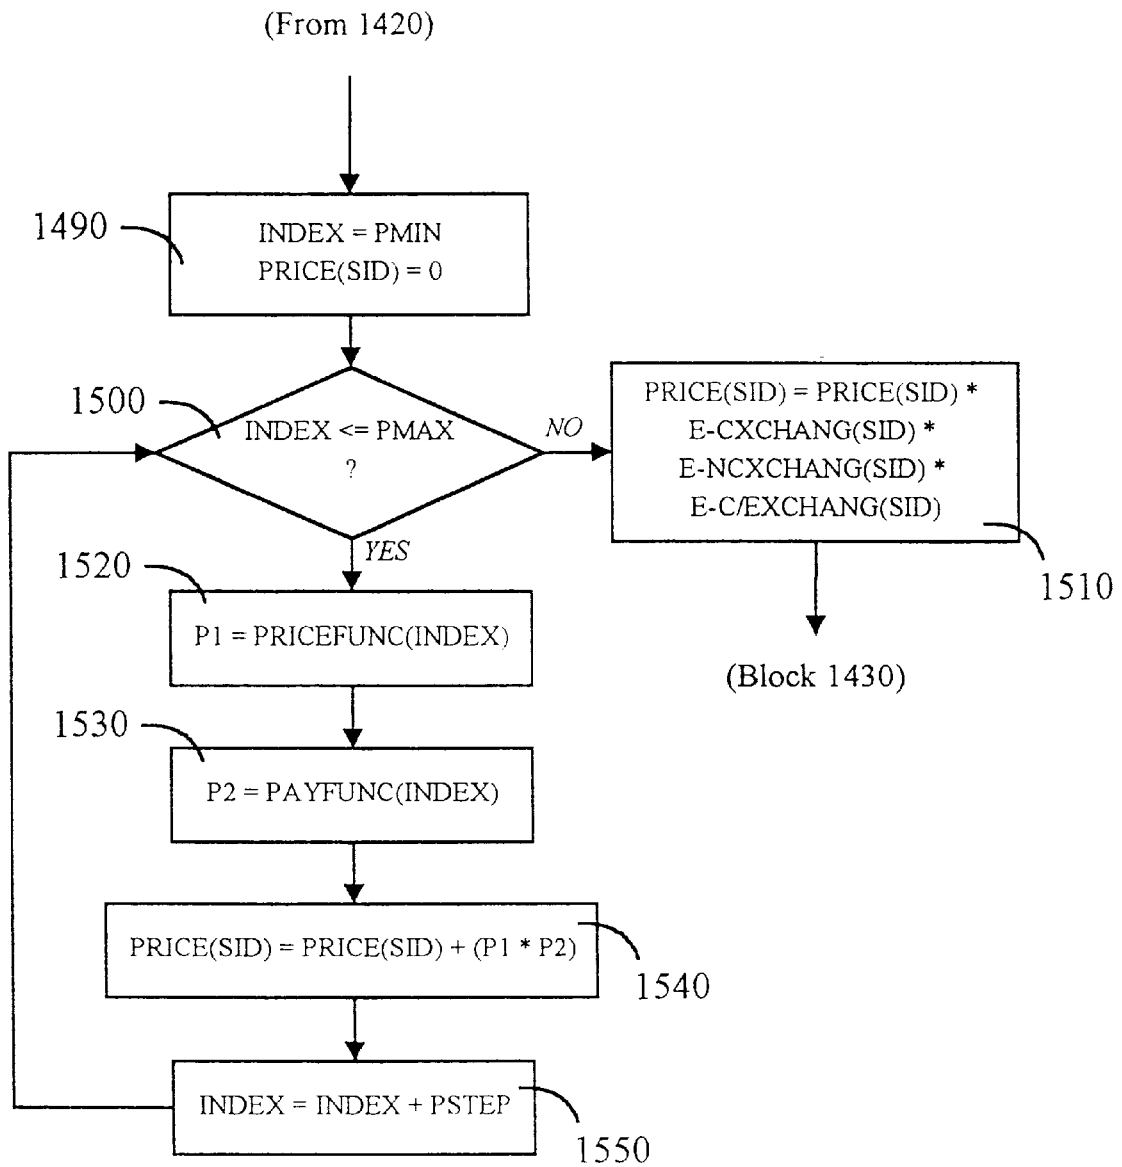 (From 1420)
1490
INDEX = PMIN
PRICE(SID) = 0
1500
INDEX <= PMAX
?
NO
PRICE(SID) = PRICE(SID) *
E-CXCHANG(SID) *
E-NCXCHANG(SID) *
E-C/EXCHANG(SID)
1510
(Block 1430)
YES
1520
P1 = PRICEFUNC(INDEX)
1530
P2 = PAYFUNC(INDEX)
PRICE(SID) = PRICE(SID) + (P1 * P2)
1540
INDEX = INDEX + PSTEP
1550